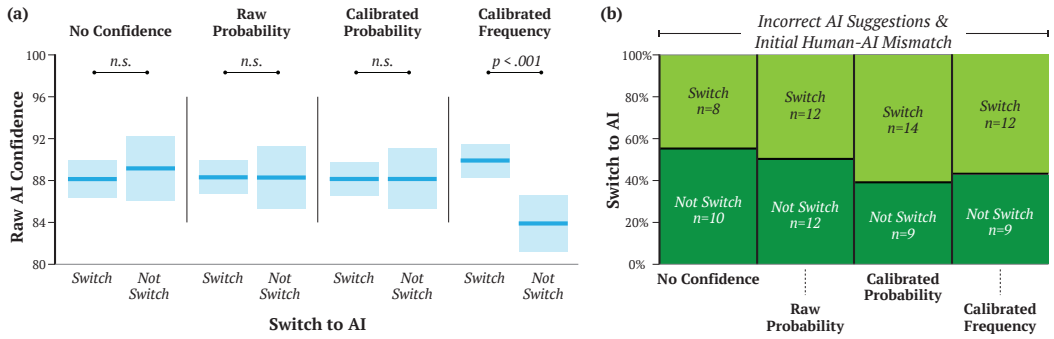 (a)
No Confidence
Raw
Probability
Calibrated
Probability
Calibrated
Frequency
Raw AI Confidence
100
96
92
88
84
80
n.s.
n.s.
n.s.
p < .001
Switch
Not
Switch
Switch
Not
Switch
Switch
Not
Switch
Switch
Not
Switch
Switch to AI
(b)
Incorrect AI Suggestions &
Initial Human-AI Mismatch
Switch to AI
100%
80%
60%
40%
20%
0%
Switch
n=8
Switch
n=12
Switch
n=14
Switch
n=12
Not Switch
n=10
Not Switch
n=12
Not Switch
n=9
Not Switch
n=9
No Confidence
Raw
Probability
Calibrated
Probability
Calibrated
Frequency